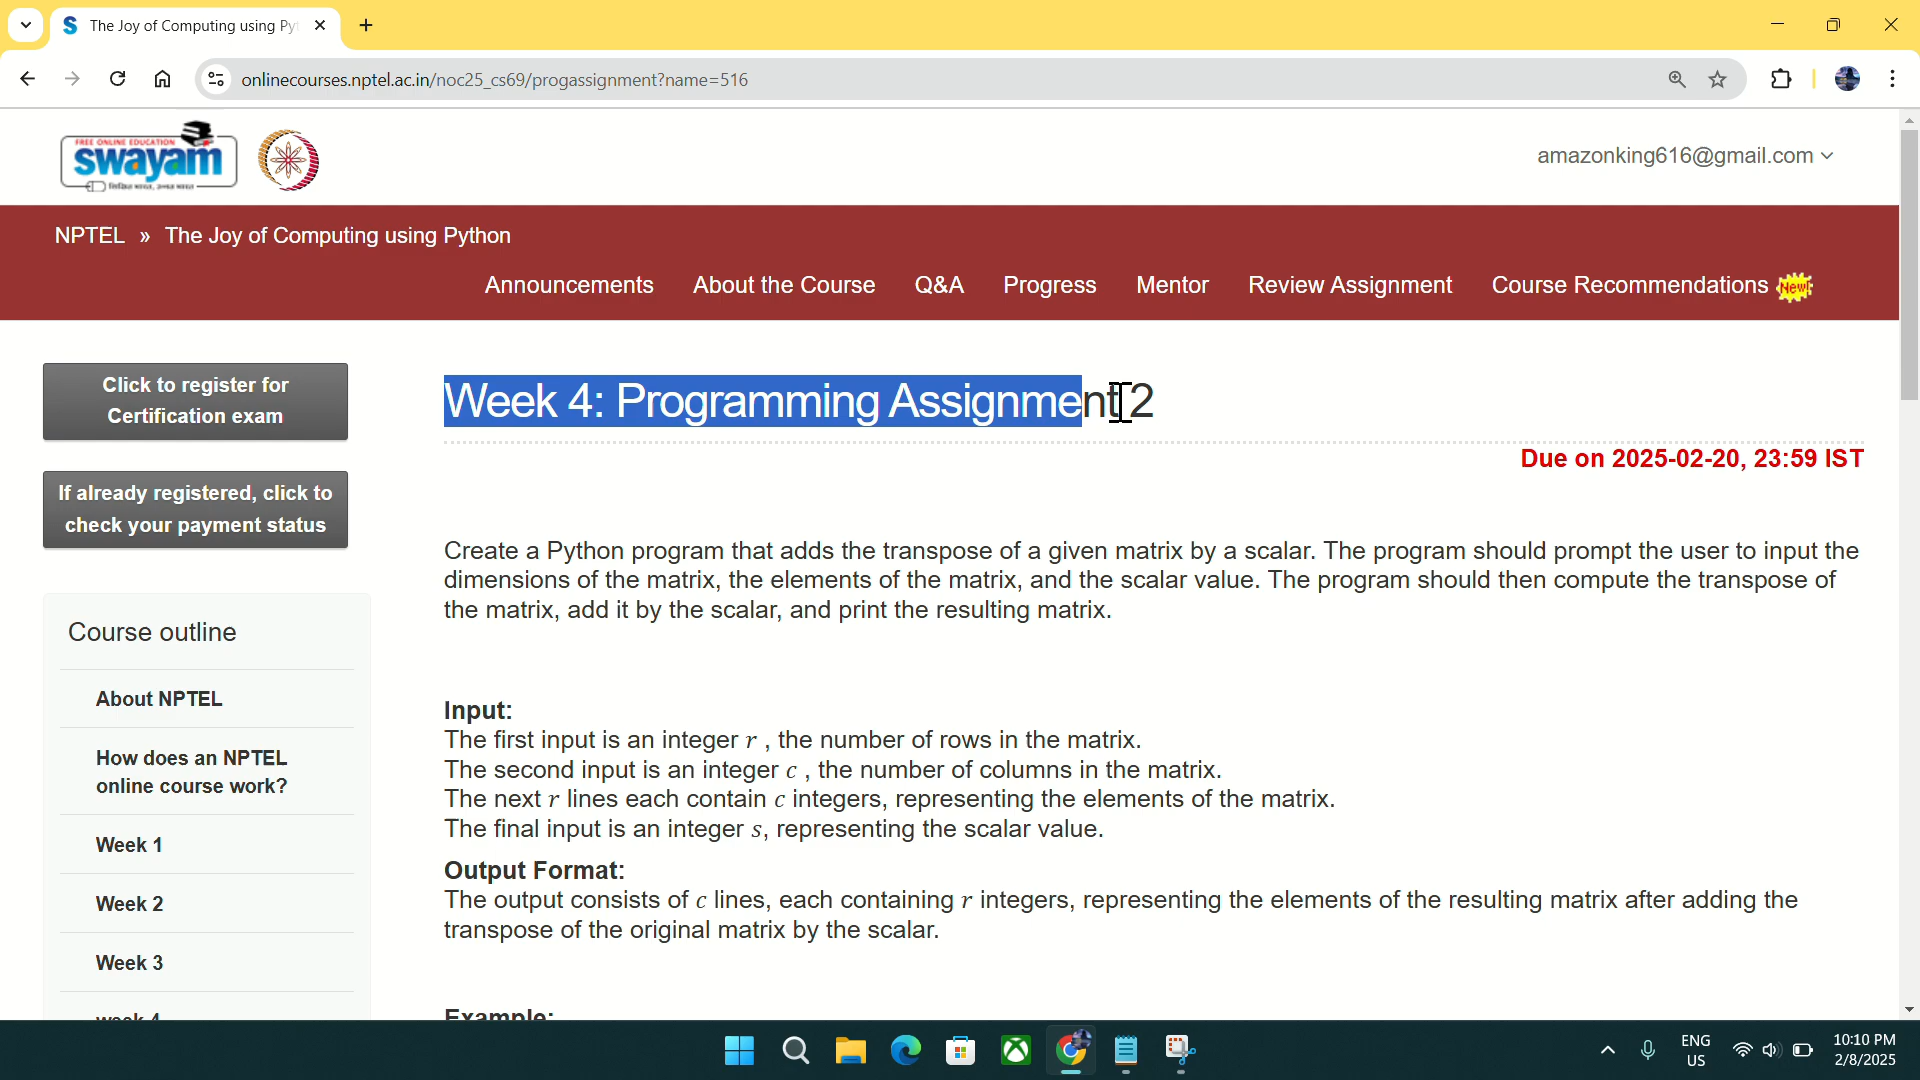 The Joy of Computing using Py
onlinecourses.nptel.ac.in/noc25_cs69/progassignment?name=516
FREE ONLINE EDUCATION
swayam
amazonking616@gmail.com
NPTEL » The Joy of Computing using Python
Announcements About the Course Q&A Progress Mentor Review Assignment Course Recommendations New!
Click to register for
Certification exam
If already registered, click to
check your payment status
Course outline
About NPTEL
How does an NPTEL
online course work?
Week 1
Week 2
Week 3
week 4
Week 4: Programming Assignment 2
Due on 2025-02-20, 23:59 IST
Create a Python program that adds the transpose of a given matrix by a scalar. The program should prompt the user to input the
dimensions of the matrix, the elements of the matrix, and the scalar value. The program should then compute the transpose of
the matrix, add it by the scalar, and print the resulting matrix.
Input:
The first input is an integer r , the number of rows in the matrix.
The second input is an integer c , the number of columns in the matrix.
The next r lines each contain c integers, representing the elements of the matrix.
The final input is an integer s, representing the scalar value.
Output Format:
The output consists of c lines, each containing r integers, representing the elements of the resulting matrix after adding the
transpose of the original matrix by the scalar.
Example:
ENG
US
10:10 PM
2/8/2025